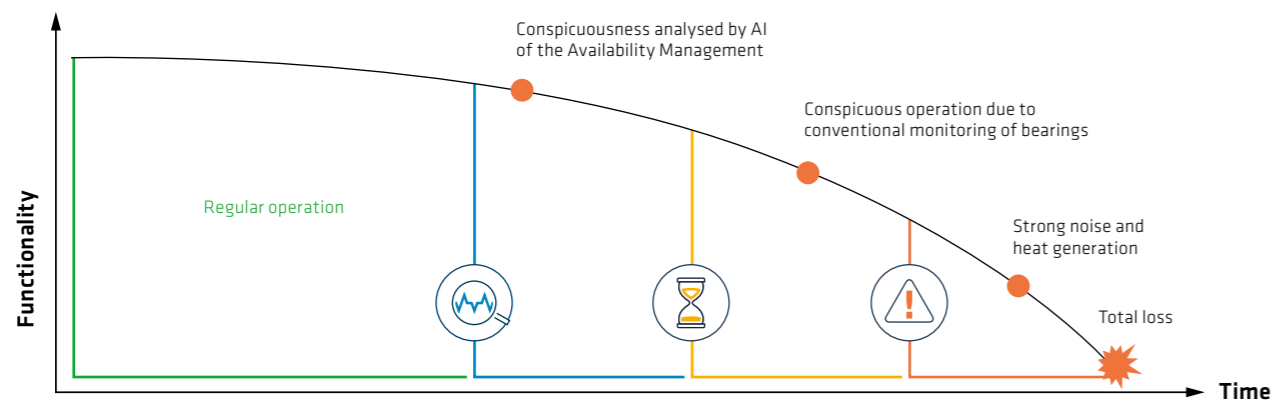 Conspicuousness analysed by AI
of the Availability Management
Conspicuous operation due to
conventional monitoring of bearings
Functionality
Regular operation
Strong noise and
heat generation
Total loss
Time